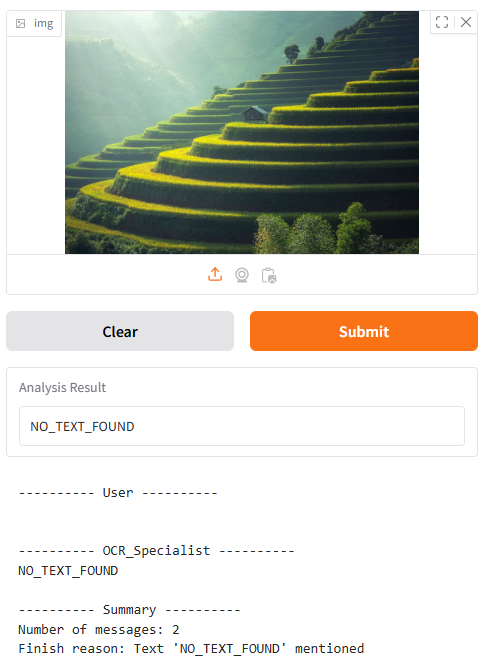 img
Clear
Submit
Analysis Result
NO_TEXT_FOUND
---------- User ----------
---------- OCR_Specialist ----------
NO_TEXT_FOUND
---------- Summary ----------
Number of messages: 2
Finish reason: Text 'NO_TEXT_FOUND' mentioned